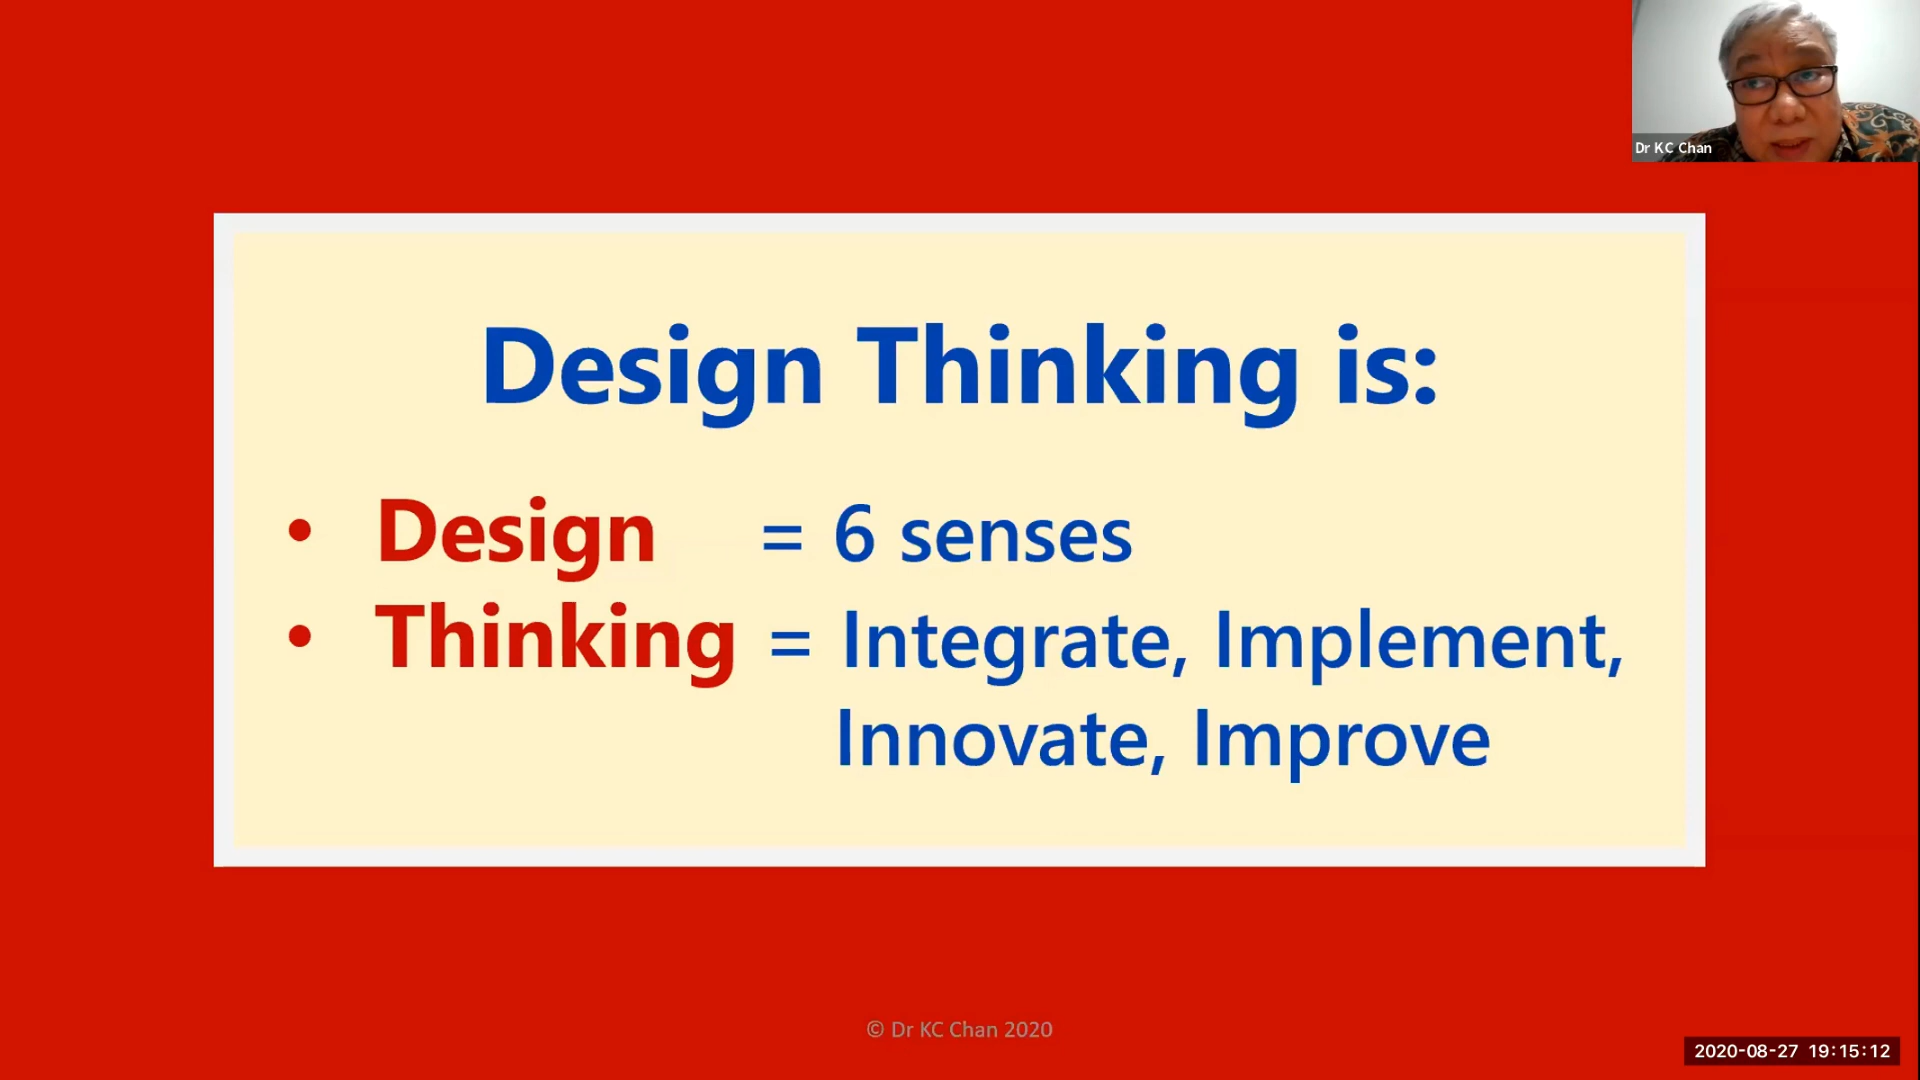 Dr KC Chan
Design Thinking is:
• Design = 6 senses
• Thinking = Integrate, Implement,
Innovate, Improve
© Dr KC Chan 2020
2020-08-27 19:15:12